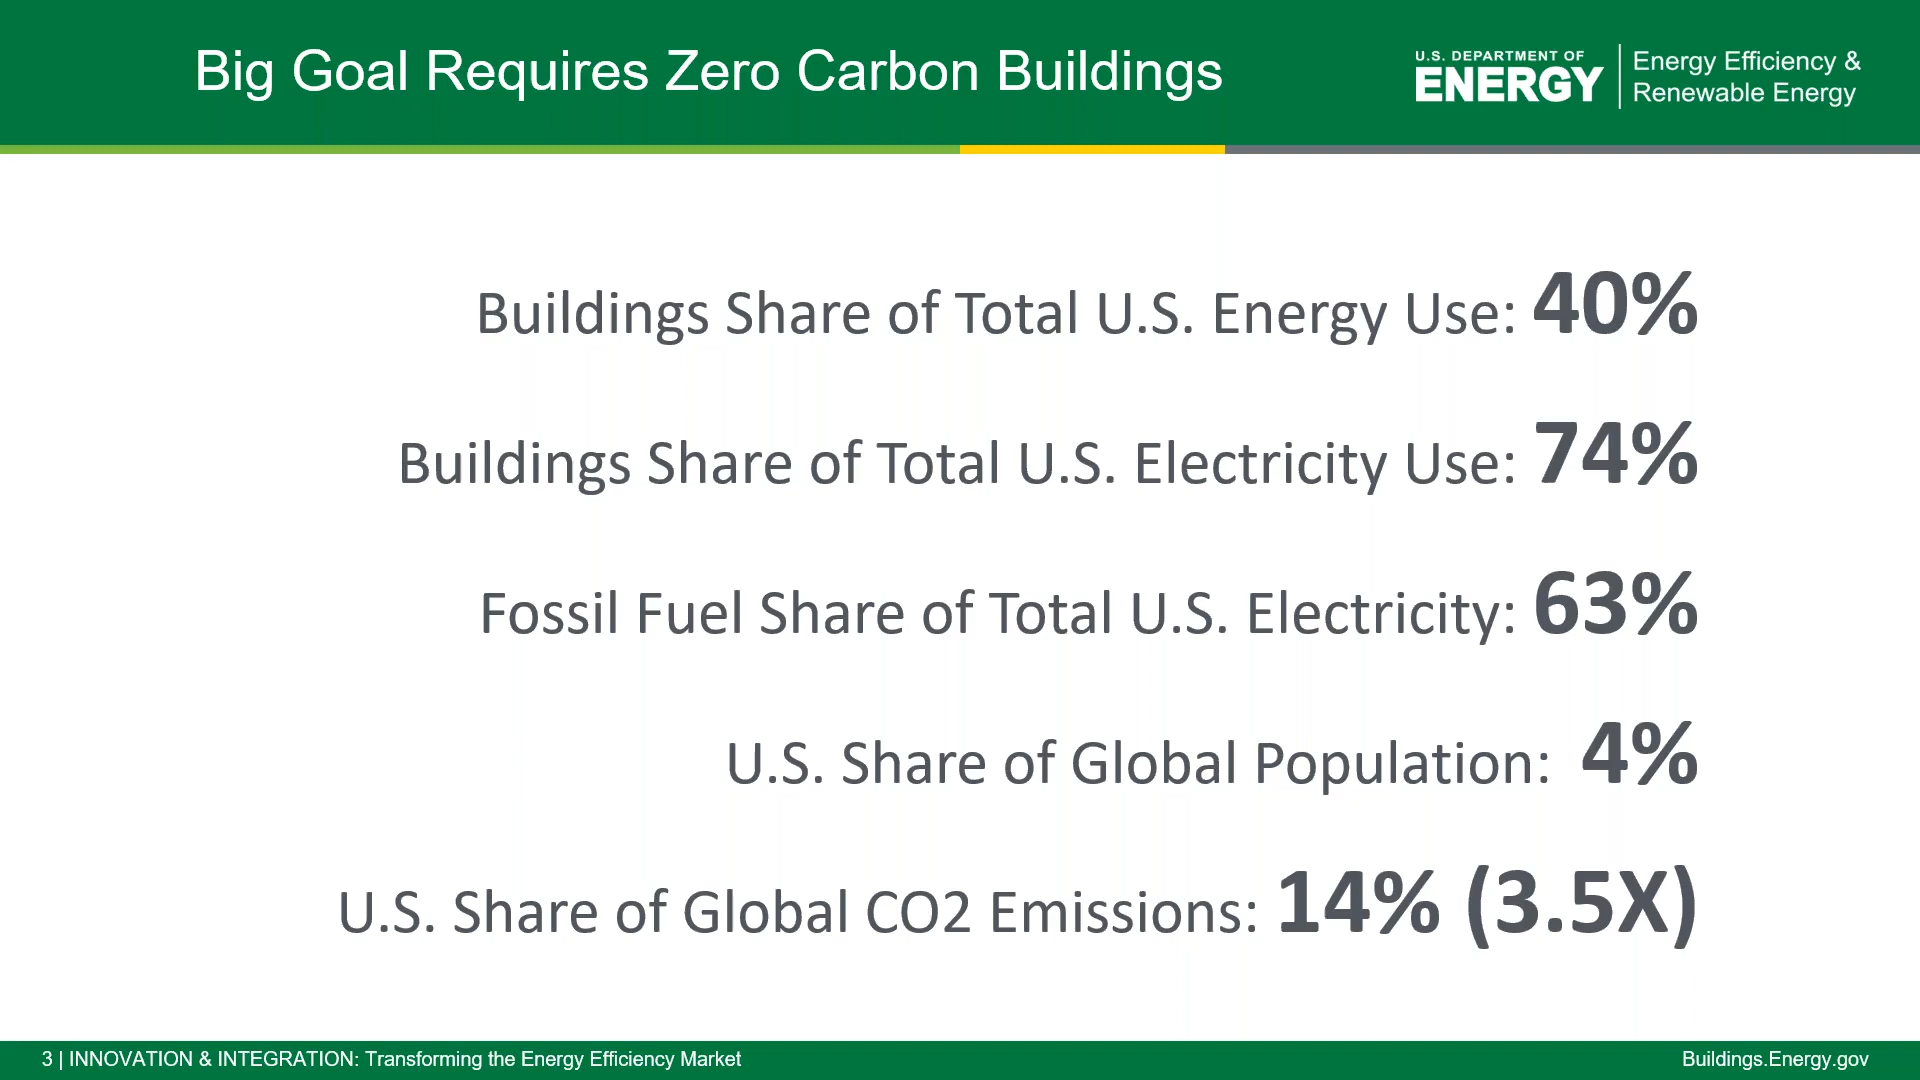 Big Goal Requires Zero Carbon Buildings
U.S. DEPARTMENT OF
ENERGY
Energy Efficiency &
Renewable Energy
Buildings Share of Total U.S. Energy Use: 40%
Buildings Share of Total U.S. Electricity Use: 74%
Fossil Fuel Share of Total U.S. Electricity: 63%
U.S. Share of Global Population: 4%
U.S. Share of Global CO2 Emissions: 14% (3.5X)
3 | INNOVATION & INTEGRATION: Transforming the Energy Efficiency Market
Buildings.Energy.gov